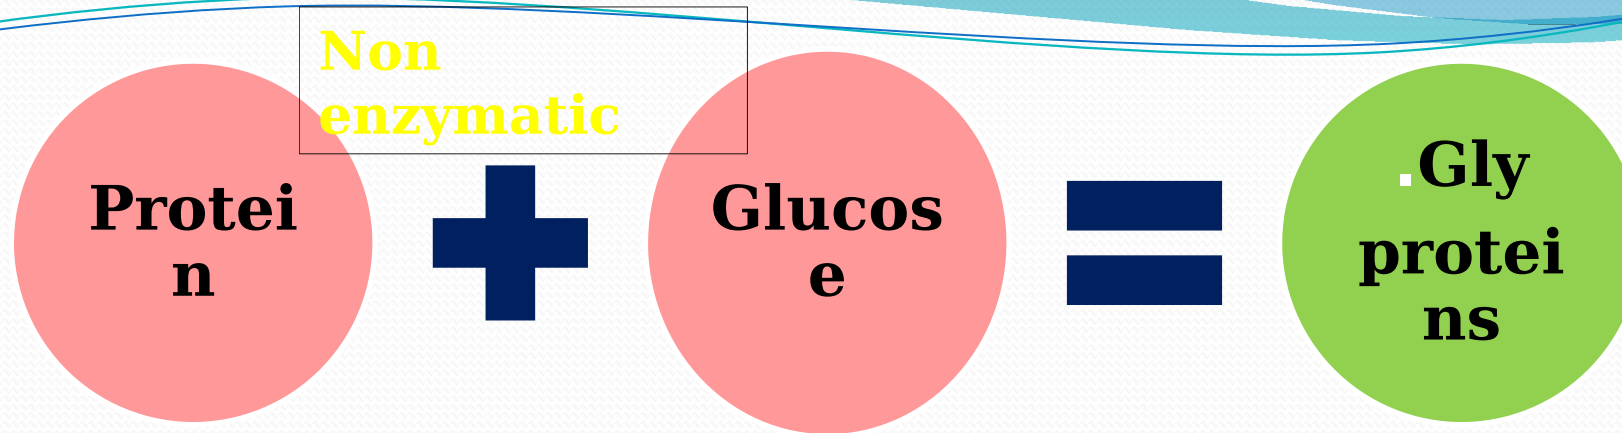 Non
enzymatic
Protei
n
Glucos
e
.Gly
protei
ns